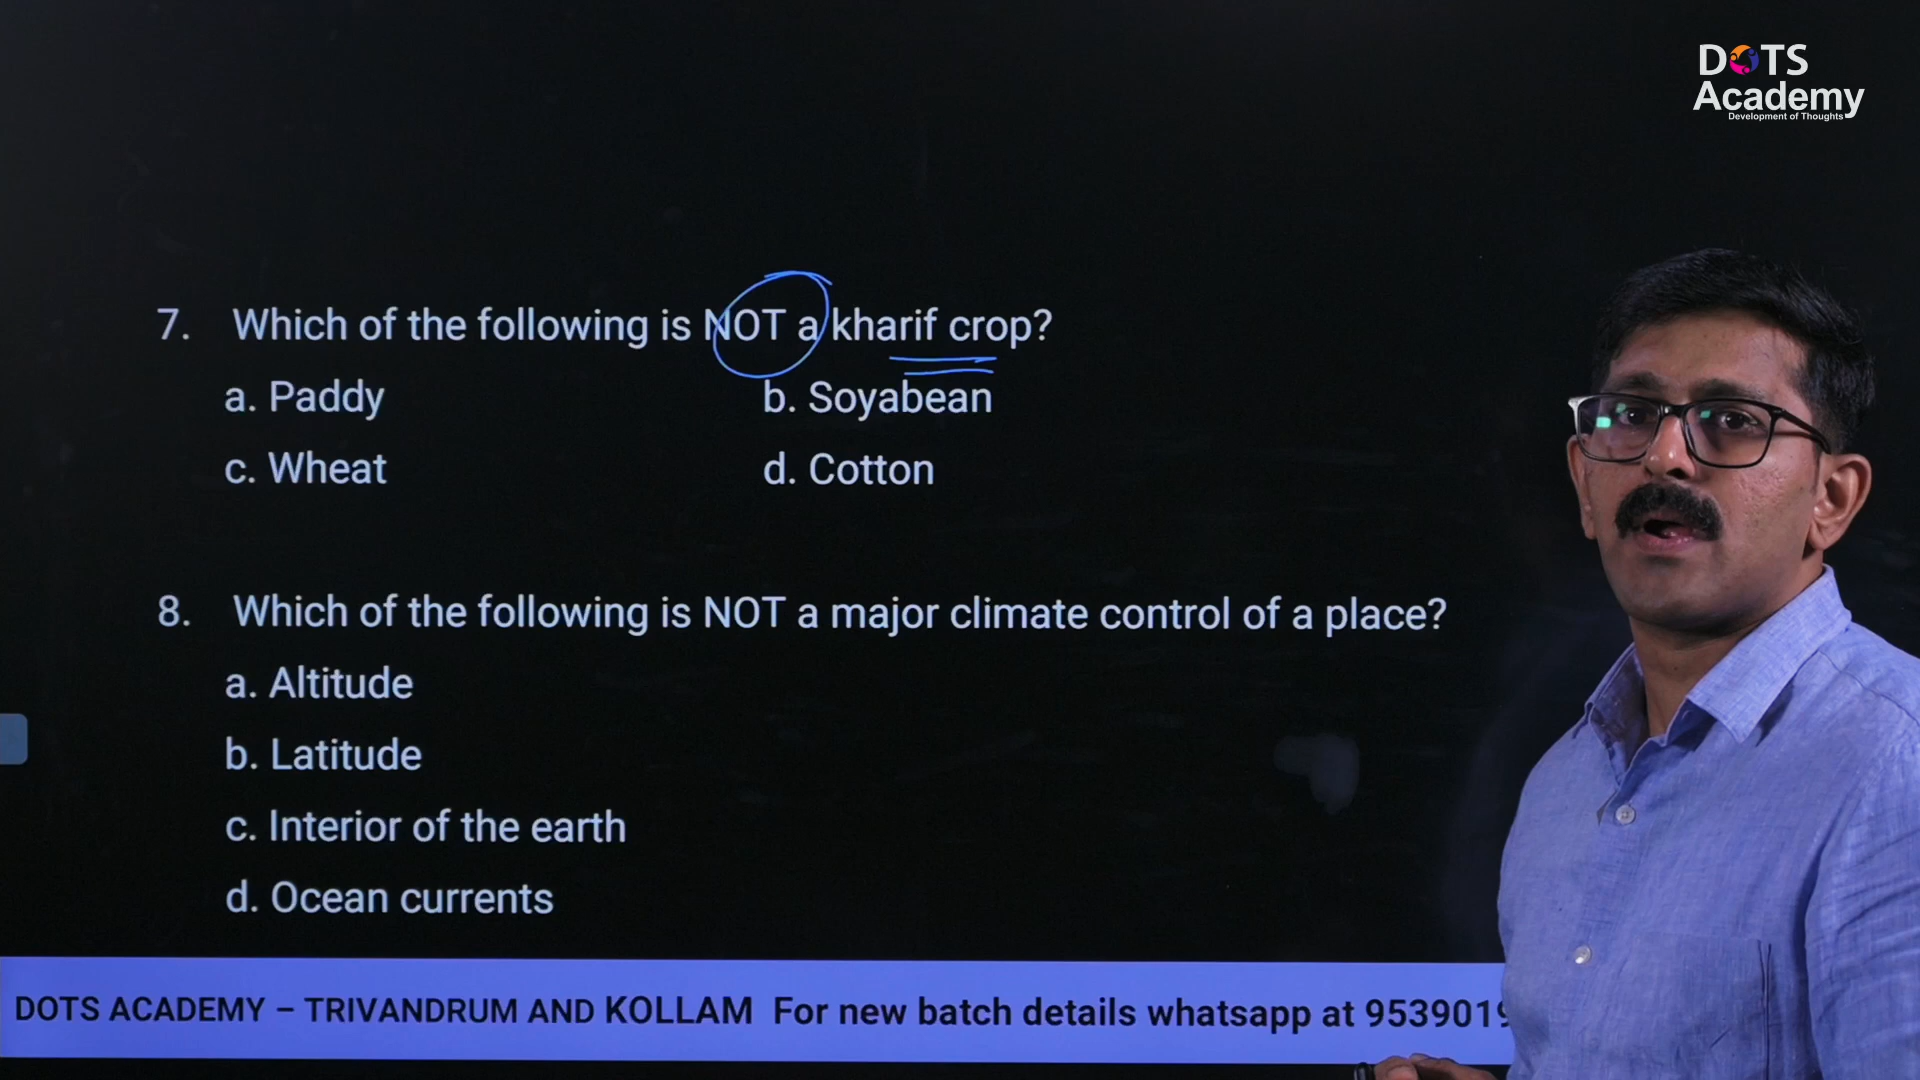 DOTS
Academy
Development of Thoughts
7. Which of the following is NOT a kharif crop?
a. Paddy b. Soyabean
c. Wheat d. Cotton
8. Which of the following is NOT a major climate control of a place?
a. Altitude
b. Latitude
c. Interior of the earth
d. Ocean currents
DOTS ACADEMY – TRIVANDRUM AND KOLLAM For new batch details whatsapp at 953901